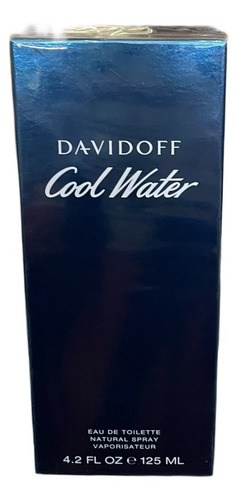 DAVIDOFF
Cool Water
EAU DE TOILETTE
NATURAL SPRAY
VAPORISATEUR
4.2 FL OZ ℮ 125 ML